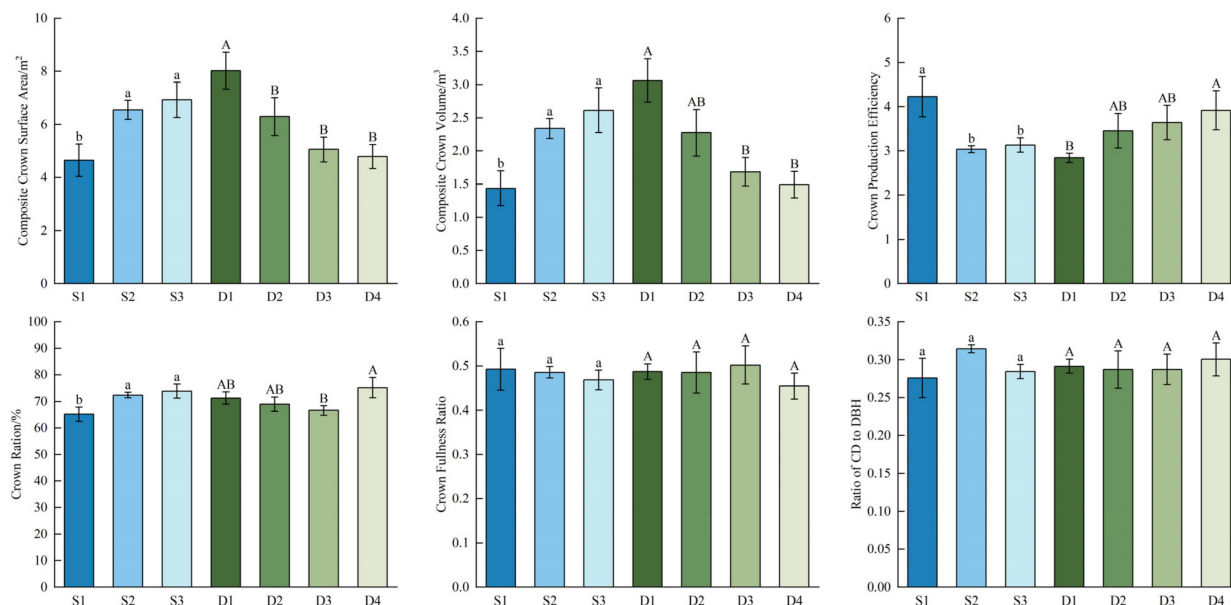 Composite Crown Surface Area/m²
10
8
6
4
2
0
b
a
a
A
B
B
B
S1 S2 S3 D1 D2 D3 D4
Composite Crown Volume/m³
4.0
3.5
3.0
2.5
2.0
1.5
1.0
0.5
0.0
b
a
a
A
AB
B
B
S1 S2 S3 D1 D2 D3 D4
Crown Production Efficiency
6
5
4
3
2
1
0
a
b
b
B
AB
AB
A
S1 S2 S3 D1 D2 D3 D4
Crown Ration/%
100
90
80
70
60
50
40
30
20
10
0
b
a
a
AB
AB
B
A
S1 S2 S3 D1 D2 D3 D4
Crown Fullness Ratio
0.6
0.5
0.4
0.3
0.2
0.1
0.0
a
a
a
A
A
A
A
S1 S2 S3 D1 D2 D3 D4
Ratio of CD to DBH
0.35
0.30
0.25
0.20
0.15
0.10
0.05
0.00
a
a
a
A
A
A
A
S1 S2 S3 D1 D2 D3 D4